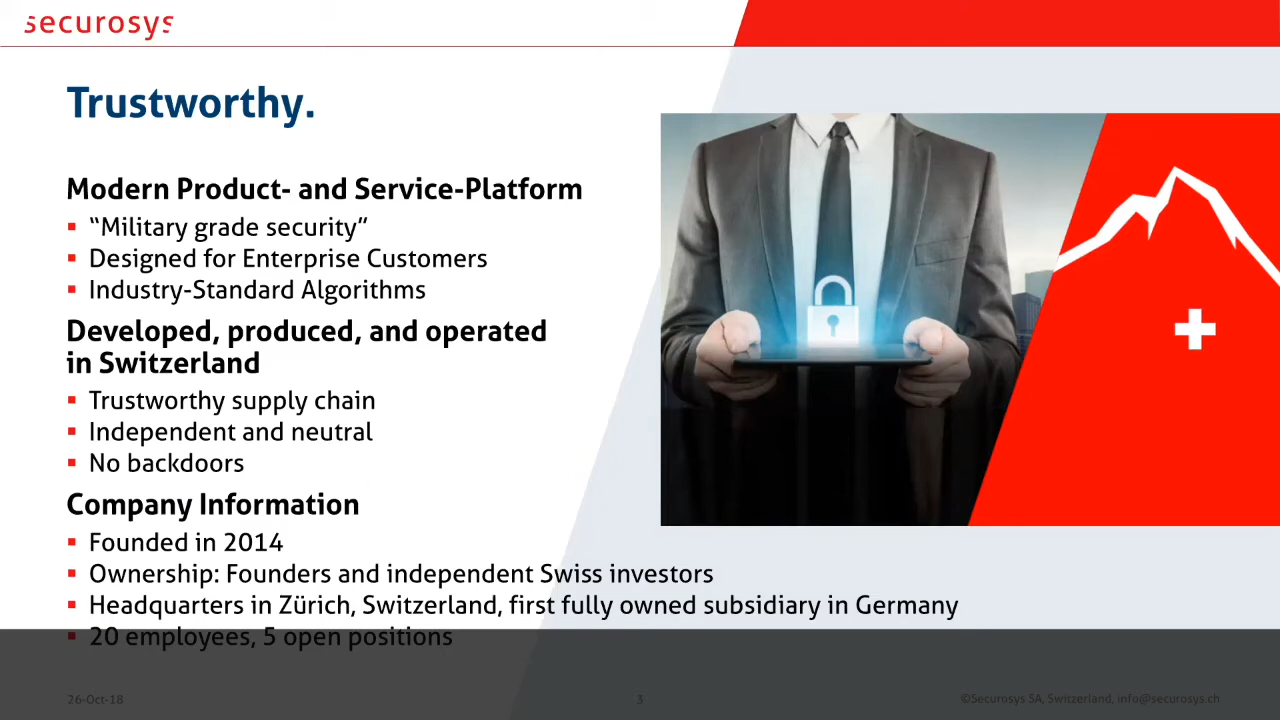 securosys
Trustworthy.
Modern Product- and Service-Platform
“Military grade security”
Designed for Enterprise Customers
Industry-Standard Algorithms
Developed, produced, and operated
in Switzerland
Trustworthy supply chain
Independent and neutral
No backdoors
Company Information
Founded in 2014
Ownership: Founders and independent Swiss investors
Headquarters in Zürich, Switzerland, first fully owned subsidiary in Germany
20 employees, 5 open positions
26-Oct-18
3
©Securosys SA, Switzerland, info@securosys.ch